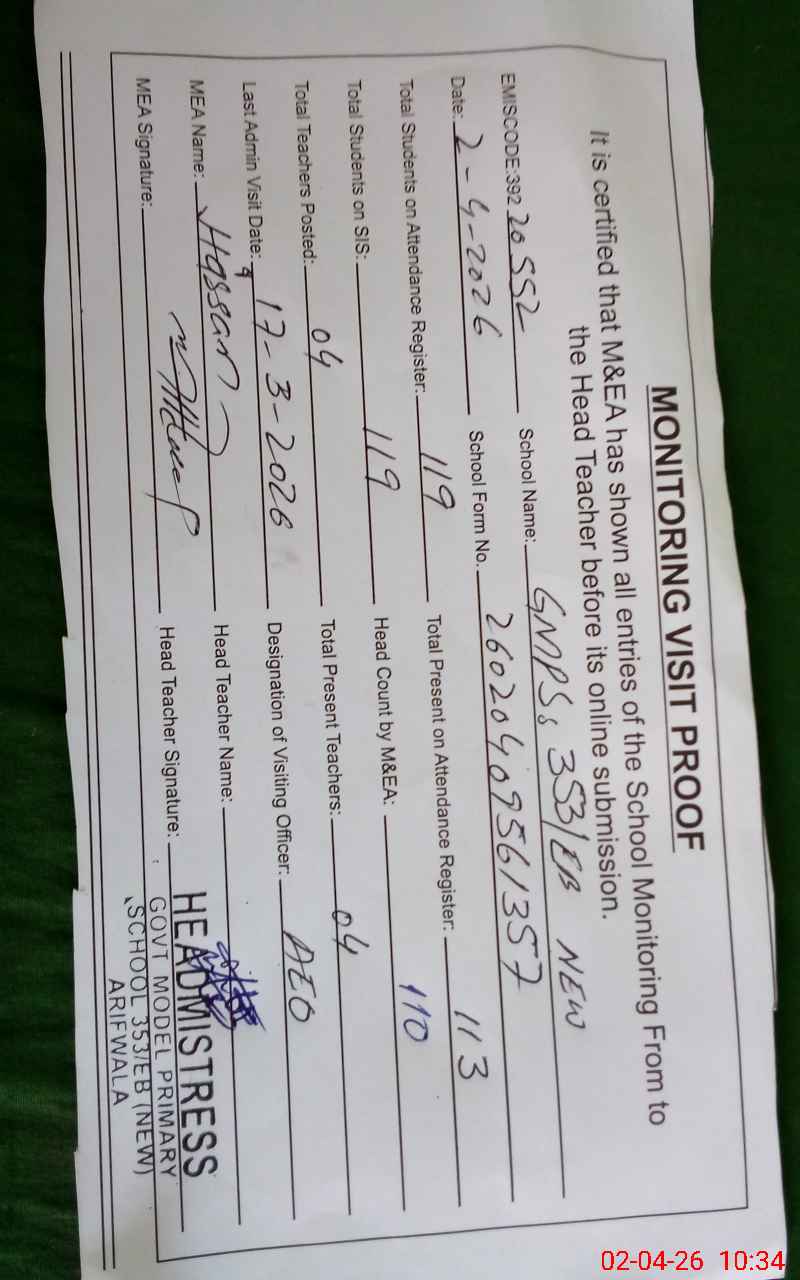 MONITORING VISIT PROOF
It is certified that M&EA has shown all entries of the School Monitoring From to
the Head Teacher before its online submission.
EMISCODE:392 20552 School Name: GMPS: 353/EB NEW
Date: 2-4-2026 School Form No. 26020409561357
Total Students on Attendance Register: 119 Total Present on Attendance Register: 113
Total Students on SIS: 119 Head Count by M&EA: 110
Total Teachers Posted: 04 Total Present Teachers: 04
Last Admin Visit Date: 17-3-2026 Designation of Visiting Officer: AEO
MEA Name: Hassan Head Teacher Name:
MEA Signature: Head Teacher Signature:
HEADMISTRESS
GOVT MODEL PRIMARY
SCHOOL 353/EB (NEW)
ARIFWALA
02-04-26 10:34